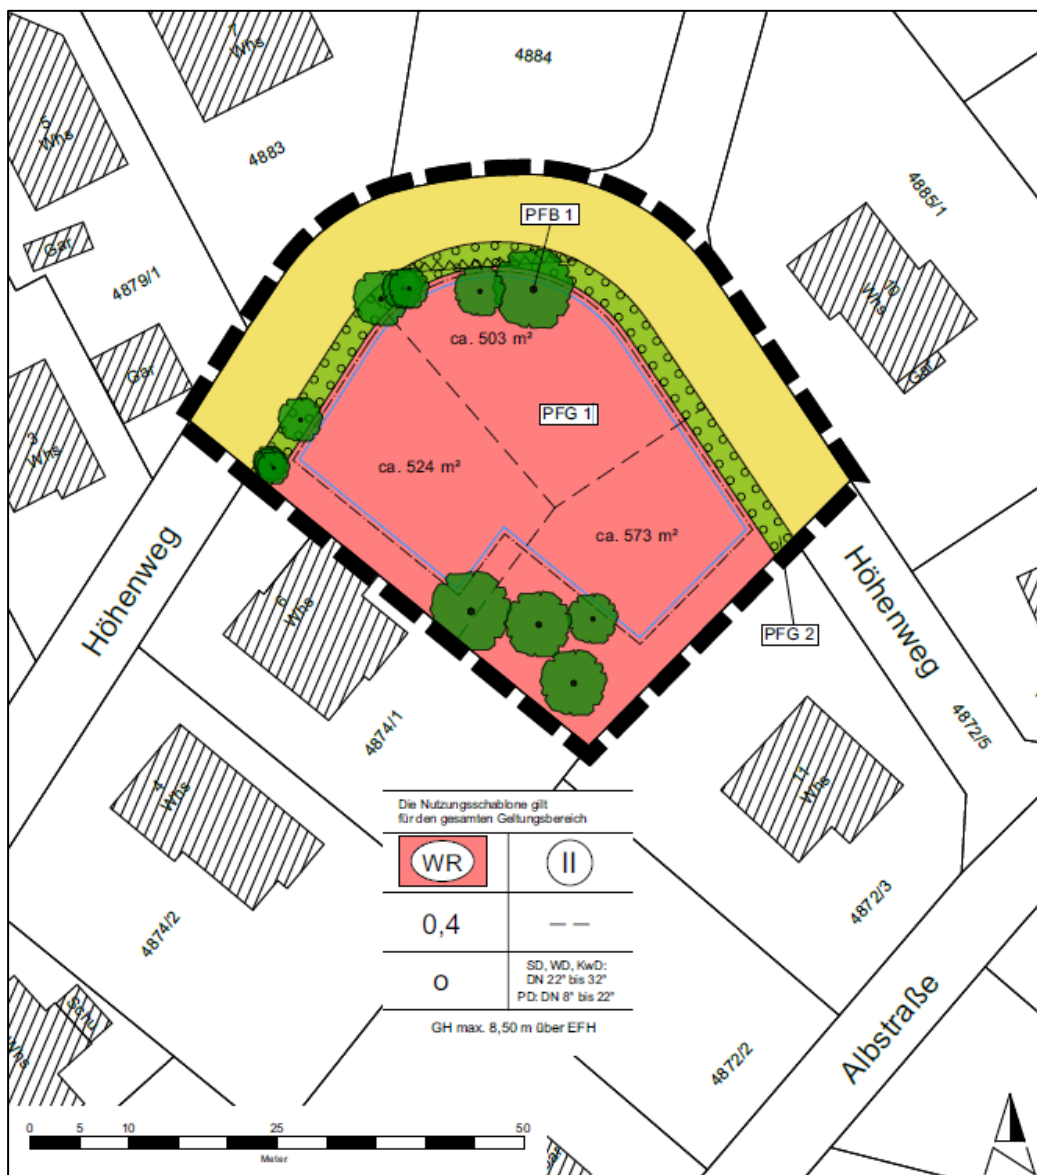 7
Whs
4884
5
Whs
4883
4885/1
PFB 1
Gar
4879/1
10
Whs
ca. 503 m²
Gar
Gar
PFG 1
3
Whs
ca. 524 m²
ca. 573 m²
Höhenweg
Höhenweg
6
Whs
PFG 2
4874/1
4872/5
11
Whs
4
Whs
Die Nutzungsschablone gilt
für den gesamten Geltungsbereich
WR
II
0,4
– –
o
SD, WD, KwD:
DN 22° bis 32°
PD: DN 8° bis 22°
GH max. 8,50 m über EFH
4872/3
4874/2
Albstraße
Schu
Whs
4872/2
0 5 10 25 50
Meter